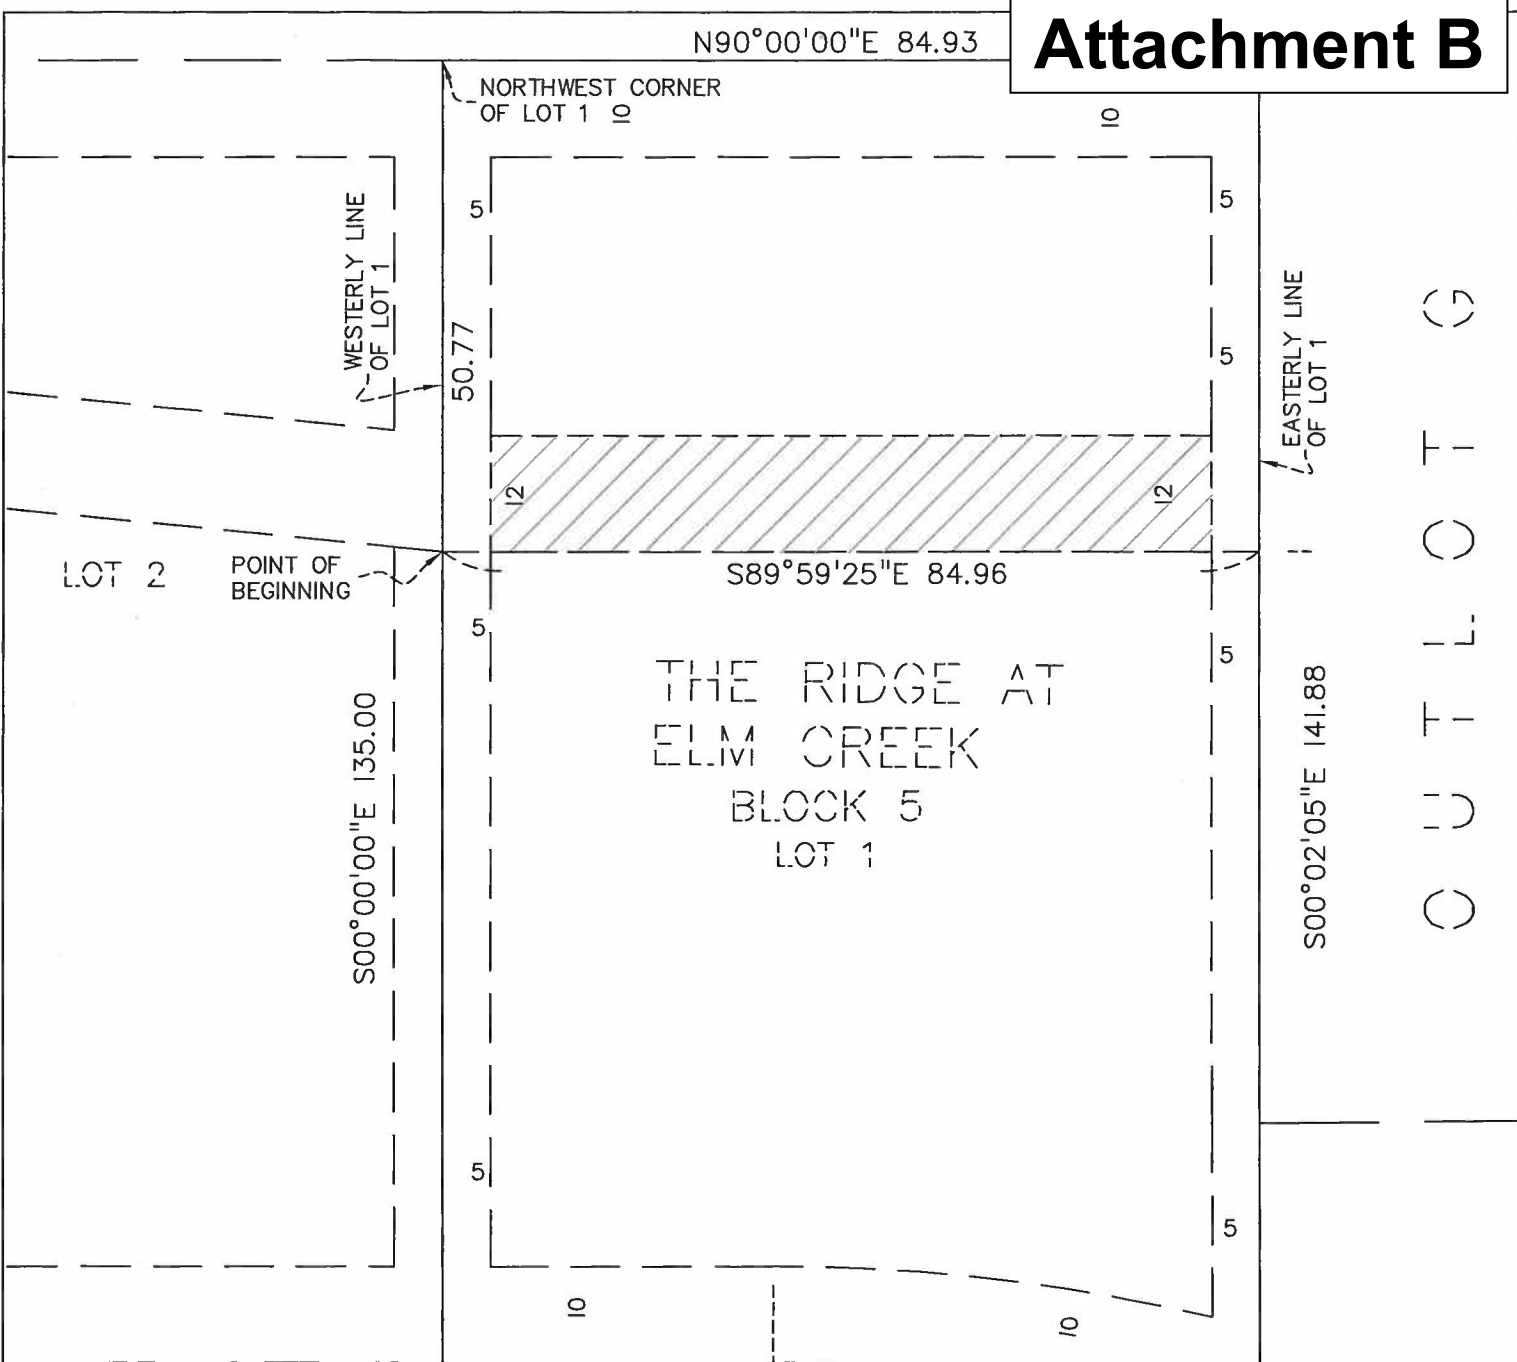 Attachment B
N90°00'00"E 84.93
NORTHWEST CORNER
OF LOT 1
10
10
5
5
WESTERLY LINE
OF LOT 1
50.77
5
EASTERLY LINE
OF LOT 1
12
12
LOT 2
POINT OF
BEGINNING
S89°59'25"E 84.96
5
5
THE RIDGE AT
ELM CREEK
BLOCK 5
LOT 1
S00°00'00"E 135.00
S00°02'05"E 141.88
OUTLOT G
5
5
10
10